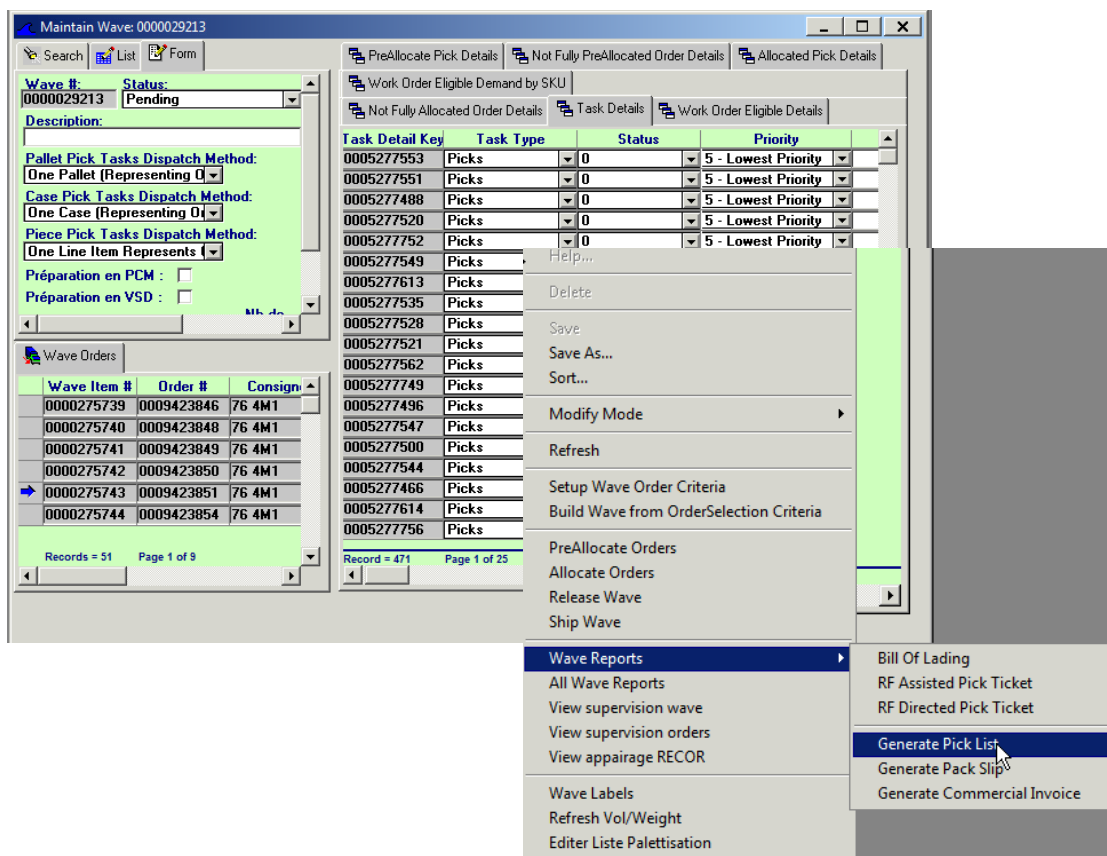 Maintain Wave: 0000029213
Search List Form
Wave #: Status:
0000029213 Pending
Description:
Pallet Pick Tasks Dispatch Method:
One Pallet (Representing O
Case Pick Tasks Dispatch Method:
One Case (Representing
Piece Pick Tasks Dispatch Method:
One Line Item Represents
Préparation en PCM :
Préparation en VSD :
Nb de
Wave Orders
Wave Item # Order # Consign
0000275739 0009423846 76 4M1
0000275740 0009423848 76 4M1
0000275741 0009423849 76 4M1
0000275742 0009423850 76 4M1
0000275743 0009423851 76 4M1
0000275744 0009423854 76 4M1
Records = 51 Page 1 of 9
PreAllocate Pick Details Not Fully PreAllocated Order Details Allocated Pick Details
Work Order Eligible Demand by SKU
Not Fully Allocated Order Details Task Details Work Order Eligible Details
Task Detail Key Task Type Status Priority
0005277553 Picks 0 5 - Lowest Priority
0005277551 Picks 0 5 - Lowest Priority
0005277488 Picks 0 5 - Lowest Priority
0005277520 Picks 0 5 - Lowest Priority
0005277752 Picks 0 5 - Lowest Priority
0005277549 Picks
0005277613 Picks
0005277535 Picks
0005277528 Picks
0005277521 Picks
0005277562 Picks
0005277749 Picks
0005277496 Picks
0005277547 Picks
0005277500 Picks
0005277544 Picks
0005277466 Picks
0005277614 Picks
0005277756 Picks
Record = 471 Page 1 of 25
Help...
Delete
Save
Save As...
Sort...
Modify Mode
Refresh
Setup Wave Order Criteria
Build Wave from OrderSelection Criteria
PreAllocate Orders
Allocate Orders
Release Wave
Ship Wave
Wave Reports
All Wave Reports
View supervision wave
View supervision orders
View appairage RECOR
Wave Labels
Refresh Vol/Weight
Editer Liste Palettisation
Bill Of Lading
RF Assisted Pick Ticket
RF Directed Pick Ticket
Generate Pick List
Generate Pack Slip
Generate Commercial Invoice